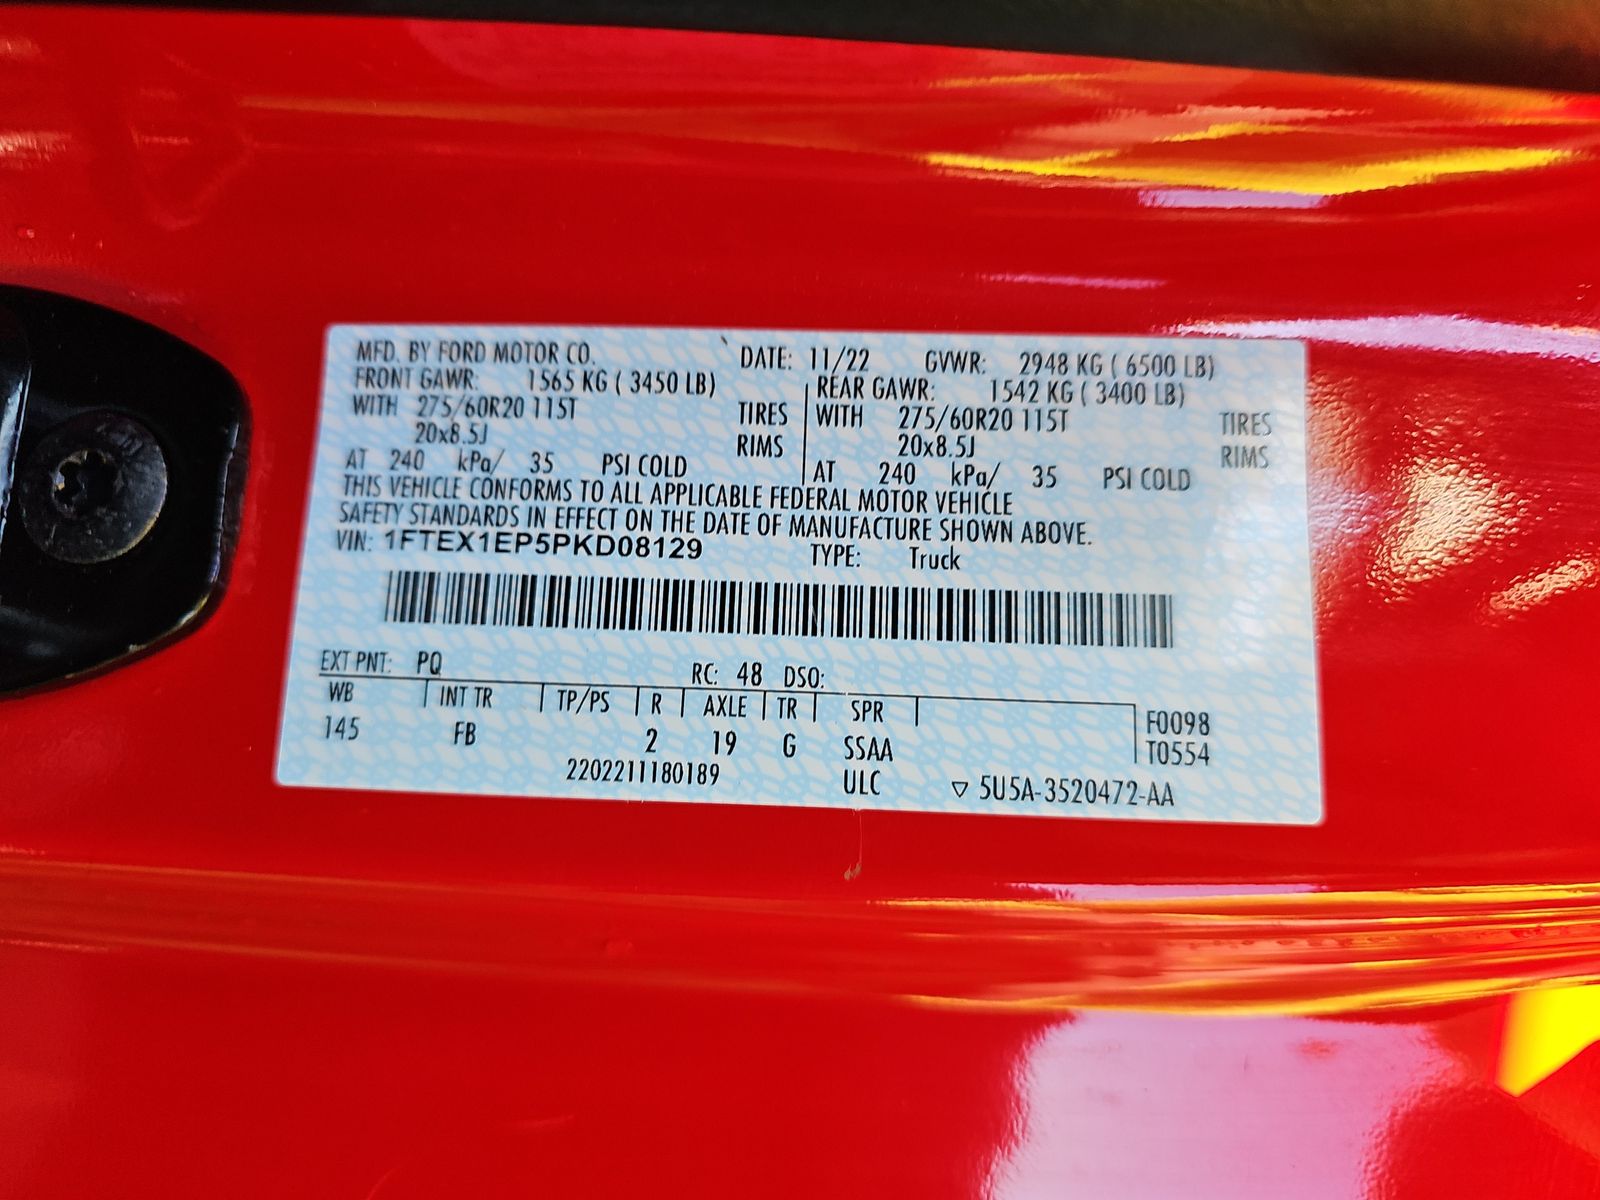 MFD. BY FORD MOTOR CO. DATE: 11/22 GVWR: 2948 KG ( 6500 LB)
FRONT GAWR: 1565 KG ( 3450 LB) REAR GAWR: 1542 KG ( 3400 LB)
WITH 275/60R20 115T TIRES WITH 275/60R20 115T TIRES
20x8.5J RIMS 20x8.5J RIMS
AT 240 kPa/ 35 PSI COLD AT 240 kPa/ 35 PSI COLD
THIS VEHICLE CONFORMS TO ALL APPLICABLE FEDERAL MOTOR VEHICLE
SAFETY STANDARDS IN EFFECT ON THE DATE OF MANUFACTURE SHOWN ABOVE.
VIN: 1FTEX1EP5PKD08129 TYPE: Truck
EXT PNT: PQ RC: 48 DSO:
WB INT TR TP/PS R AXLE TR SPR F0098
145 FB 2 19 G SSAA T0554
2202211180189 ULC ▽ 5U5A-3520472-AA